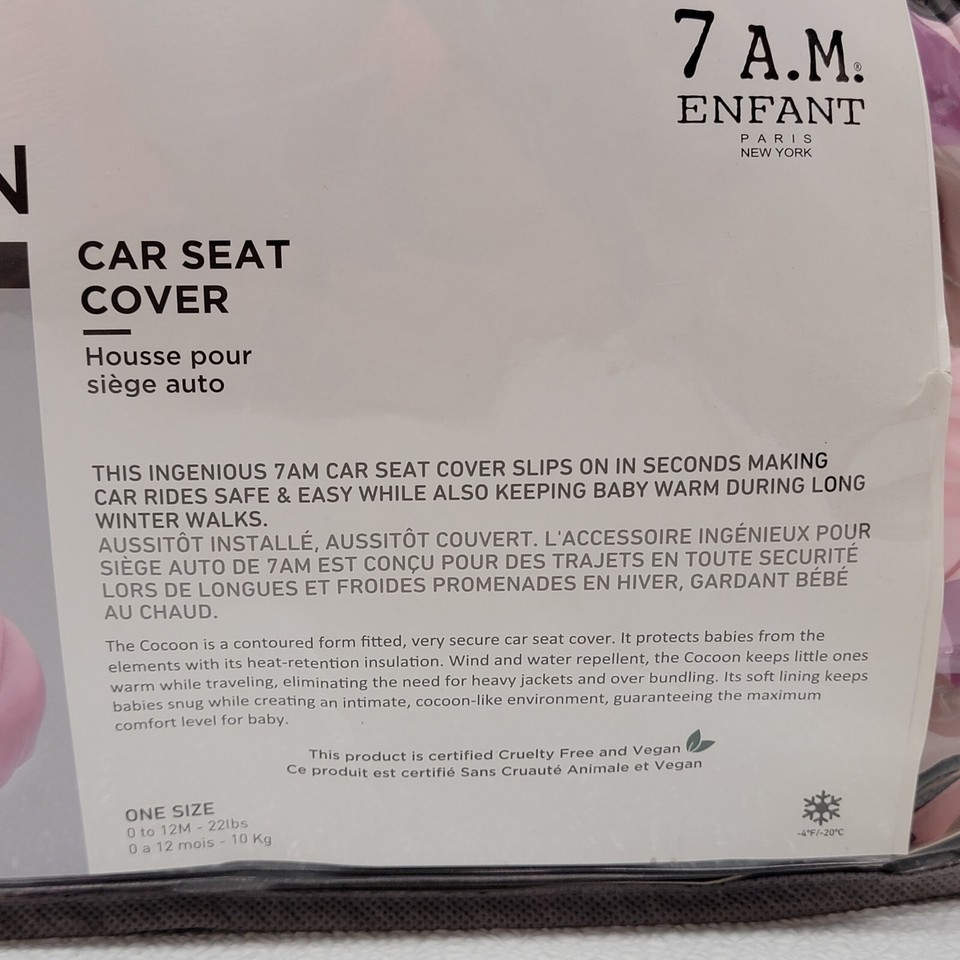 7 A.M.®
ENFANT
PARIS
NEW YORK
N
CAR SEAT
COVER
Housse pour
siège auto
THIS INGENIOUS 7AM CAR SEAT COVER SLIPS ON IN SECONDS MAKING
CAR RIDES SAFE & EASY WHILE ALSO KEEPING BABY WARM DURING LONG
WINTER WALKS.
AUSSITÔT INSTALLÉ, AUSSITÔT COUVERT. L'ACCESSOIRE INGÉNIEUX POUR
SIÈGE AUTO DE 7AM EST CONÇU POUR DES TRAJETS EN TOUTE SECURITÉ
LORS DE LONGUES ET FROIDES PROMENADES EN HIVER, GARDANT BÉBÉ
AU CHAUD.
The Cocoon is a contoured form fitted, very secure car seat cover. It protects babies from the
elements with its heat-retention insulation. Wind and water repellent, the Cocoon keeps little ones
warm while traveling, eliminating the need for heavy jackets and over bundling. Its soft lining keeps
babies snug while creating an intimate, cocoon-like environment, guaranteeing the maximum
comfort level for baby.
This product is certified Cruelty Free and Vegan
Ce produit est certifié Sans Cruauté Animale et Vegan
ONE SIZE
0 to 12M - 22lbs
0 a 12 mois - 10 Kg
-4°F/-20°C